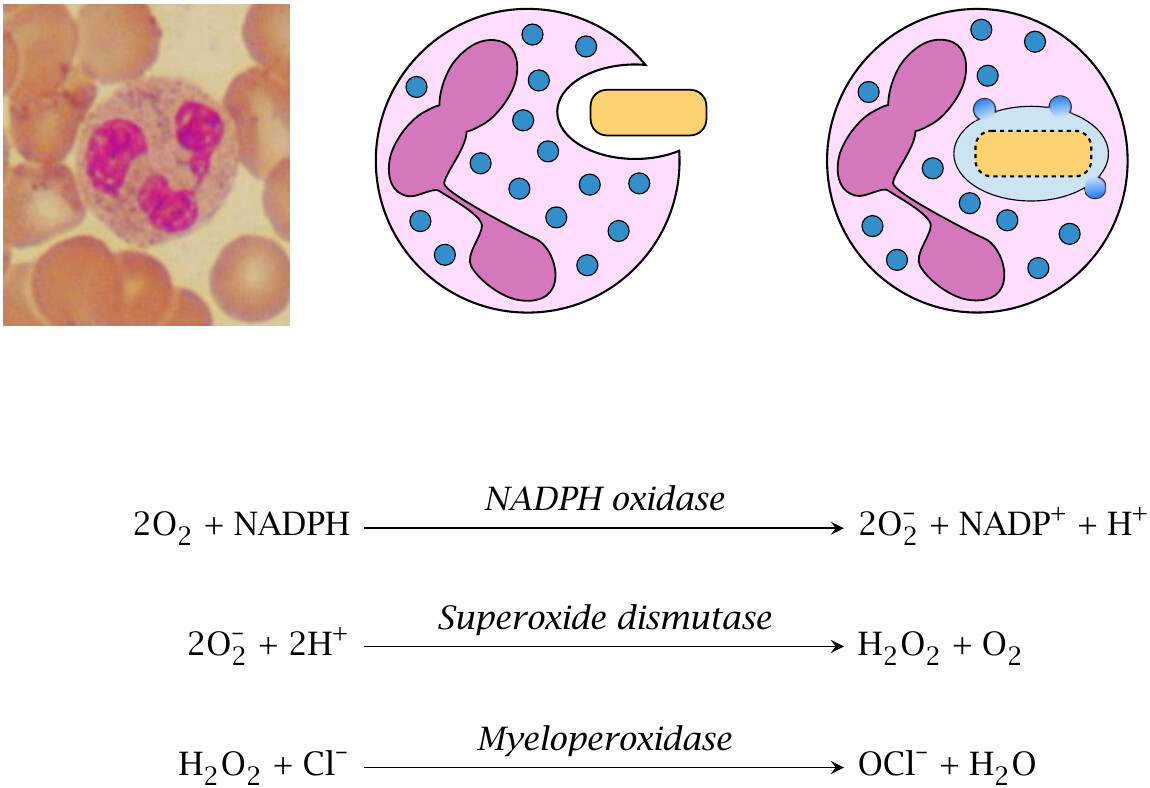 NADPH oxidase
2O₂ + NADPH → 2O₂⁻ + NADP⁺ + H⁺
Superoxide dismutase
2O₂⁻ + 2H⁺ → H₂O₂ + O₂
Myeloperoxidase
H₂O₂ + Cl⁻ → OCl⁻ + H₂O